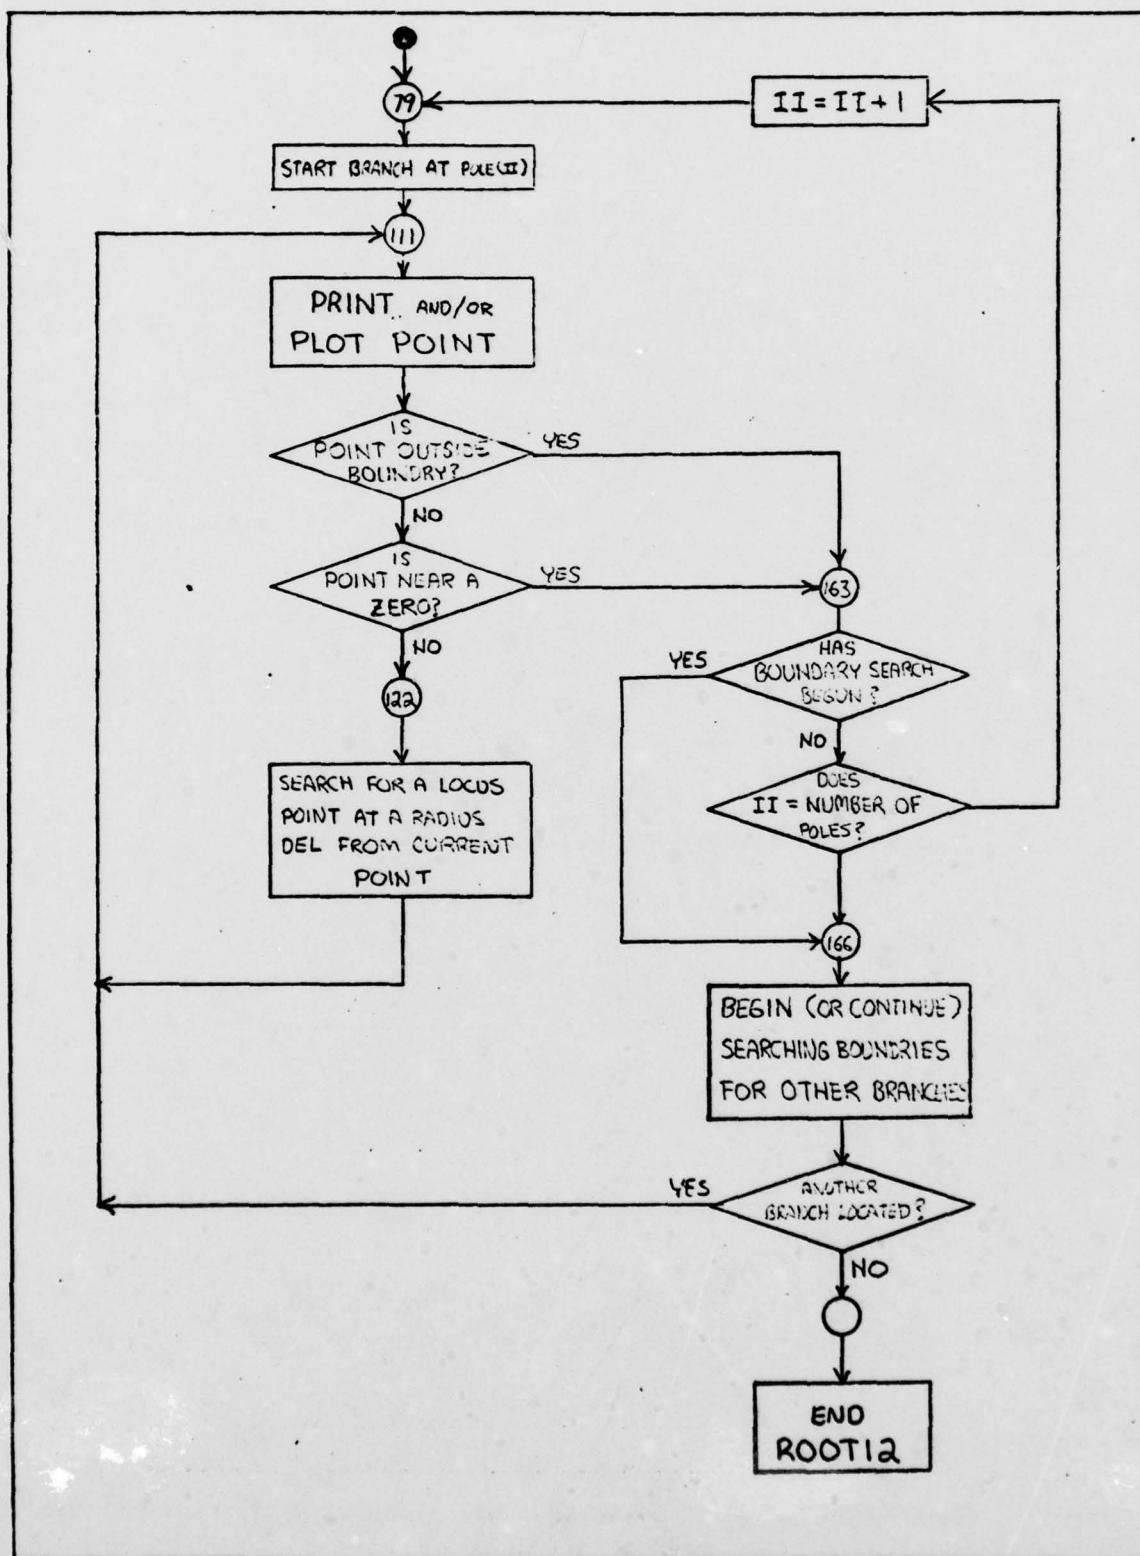 79
II = II + 1
START BRANCH AT POLE(II)
111
PRINT AND/OR
PLOT POINT
IS
POINT OUTSIDE
BOUNDRY?
YES
NO
IS
POINT NEAR A
ZERO?
YES
163
NO
122
HAS
BOUNDARY SEARCH
BEGUN?
YES
NO
SEARCH FOR A LOCUS
POINT AT A RADIUS
DEL FROM CURRENT
POINT
DOES
II = NUMBER OF
POLES?
166
BEGIN (OR CONTINUE)
SEARCHING BOUNDRIES
FOR OTHER BRANCHES
ANOTHER
BRANCH LOCATED?
YES
NO
END
ROOT12